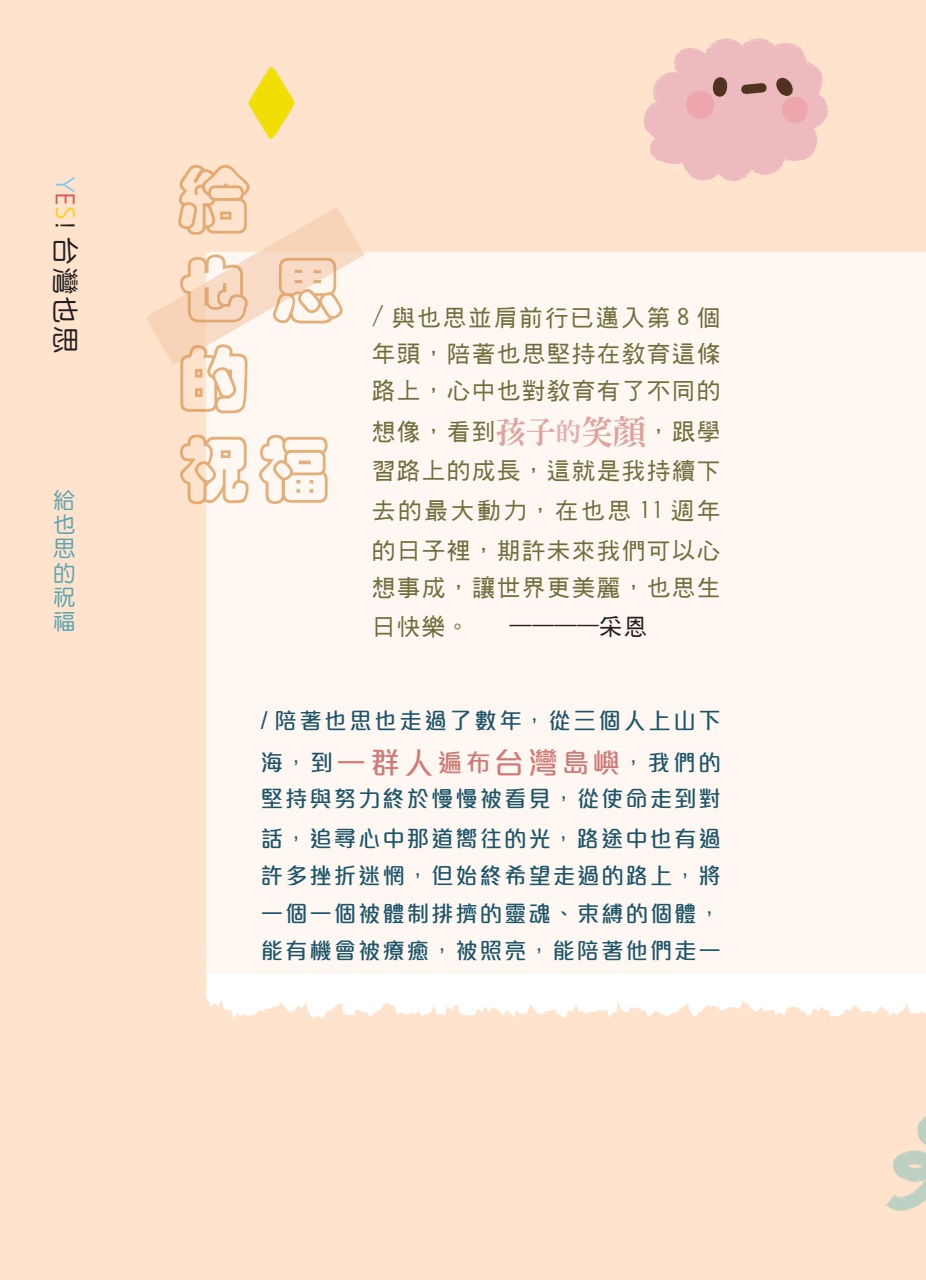 YES! 台灣也思
給也思的祝福
給
也思
的
祝福
/ 與也思並肩前行已邁入第 8 個
年頭，陪著也思堅持在教育這條
路上，心中也對教育有了不同的
想像，看到孩子的笑顏，跟學
習路上的成長，這就是我持續下
去的最大動力，在也思 11 週年
的日子裡，期許未來我們可以心
想事成，讓世界更美麗，也思生
日快樂。　————采恩
/ 陪著也思也走過了數年，從三個人上山下
海，到一群人遍布台灣島嶼，我們的
堅持與努力終於慢慢被看見，從使命走到對
話，追尋心中那道嚮往的光，路途中也有過
許多挫折迷惘，但始終希望走過的路上，將
一個一個被體制排擠的靈魂、束縛的個體，
能有機會被療癒，被照亮，能陪著他們走一